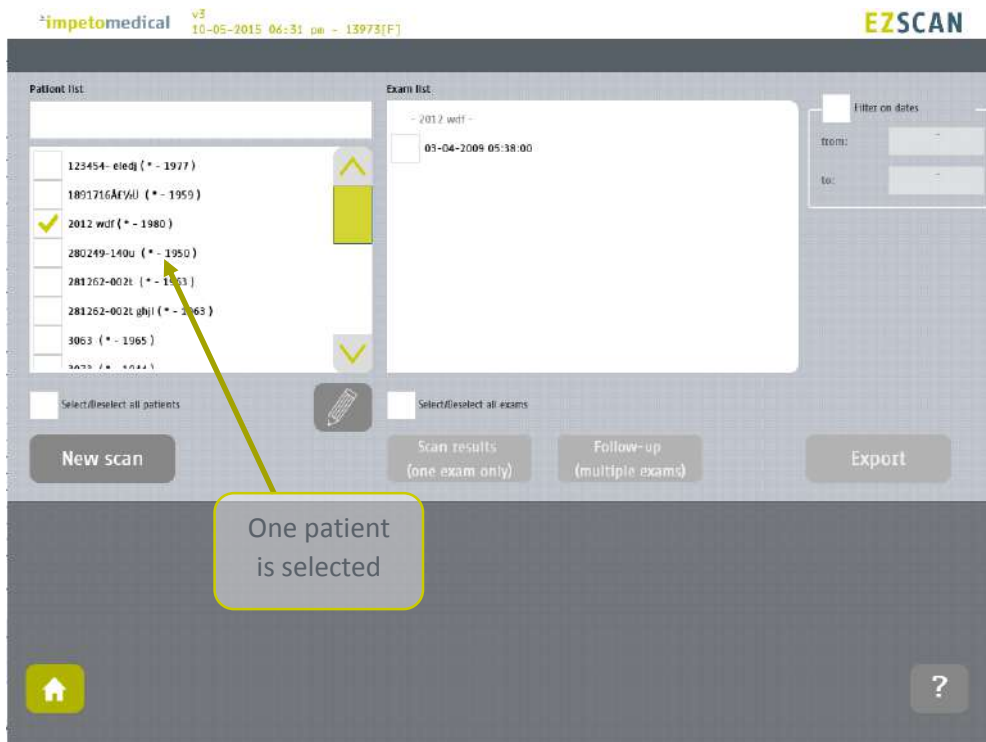 impetomedical
v3
10-05-2015 06:31 pm - 13973[F]
EZSCAN
Patient list
123454- eledj (* - 1977)
(* - 1959)
2012 wdf (* - 1980)
280249-140u (* - 1950)
281262-002t (* - 1963)
281262-002t ghjl (* - 1963)
3063 (* - 1965)
Select/Deselect all patients
New scan
Exam list
- 2012 wdf -
03-04-2009 05:38:00
Select/Deselect all exams
Scan results
(one exam only)
Follow-up
(multiple exams)
Filter on dates
from:
-
to:
-
Export
One patient
is selected
?